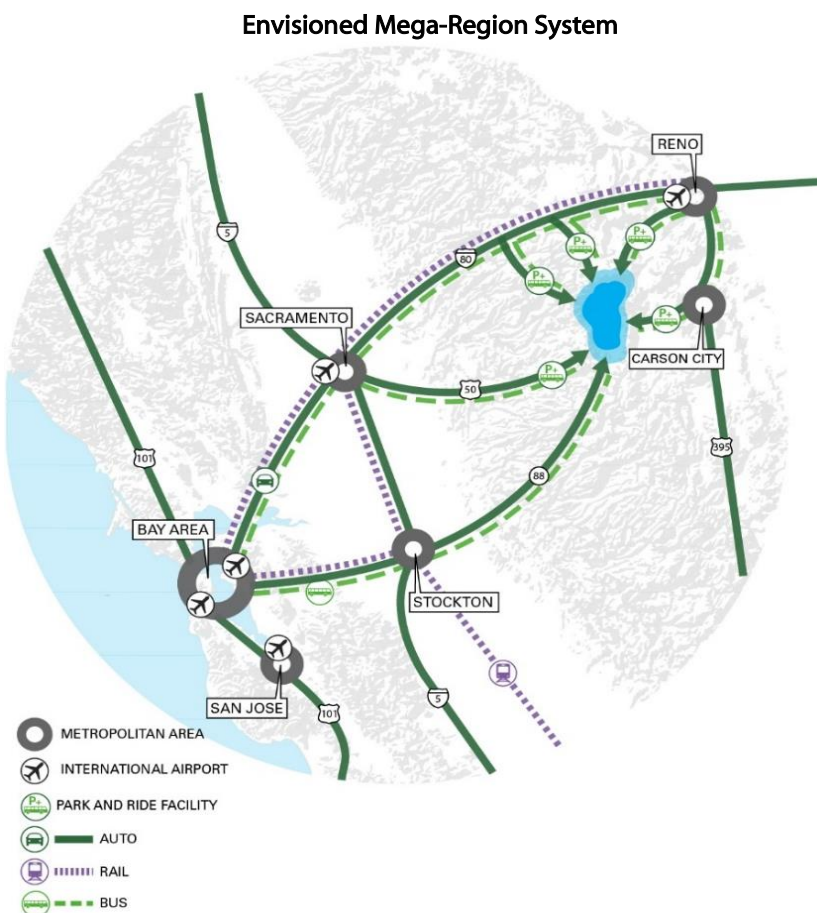 Envisioned Mega-Region System
RENO
5
80
SACRAMENTO
P+
P+
P+
P+
CARSON CITY
50
P+
101
395
88
BAY AREA
STOCKTON
SAN JOSE
5
101
METROPOLITAN AREA
INTERNATIONAL AIRPORT
P+
PARK AND RIDE FACILITY
AUTO
RAIL
BUS